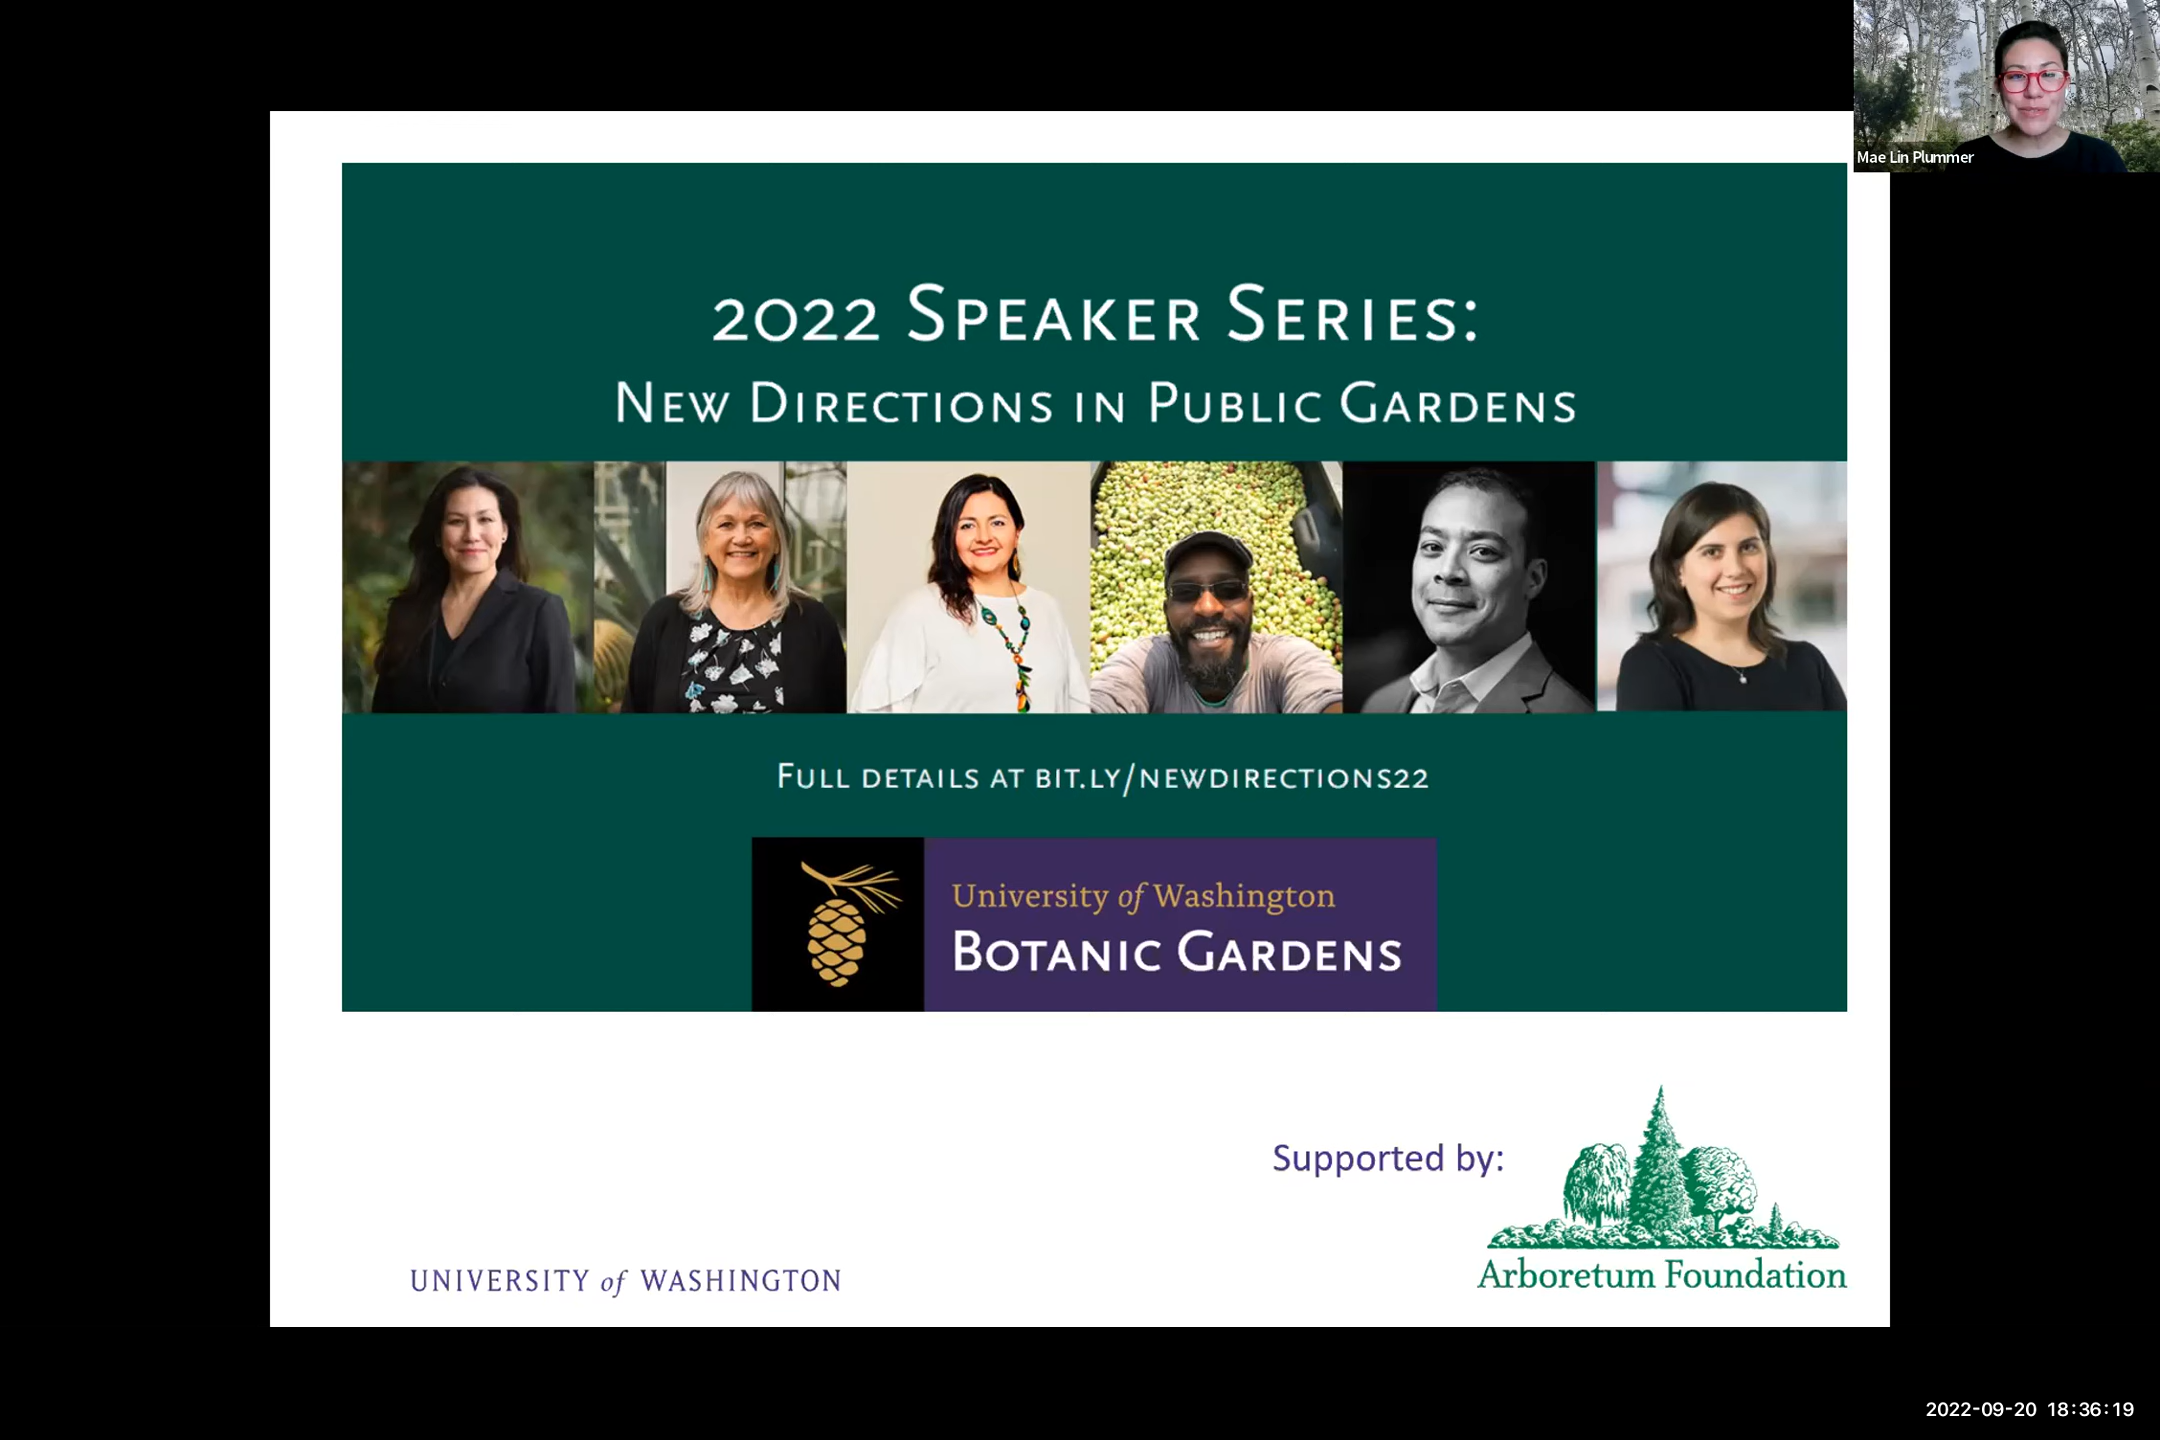 Mae Lin Plummer
2022 Speaker Series:
New Directions in Public Gardens
Full details at bit.ly/newdirections22
University of Washington
Botanic Gardens
Supported by:
Arboretum Foundation
UNIVERSITY of WASHINGTON
2022-09-20 18:36:19